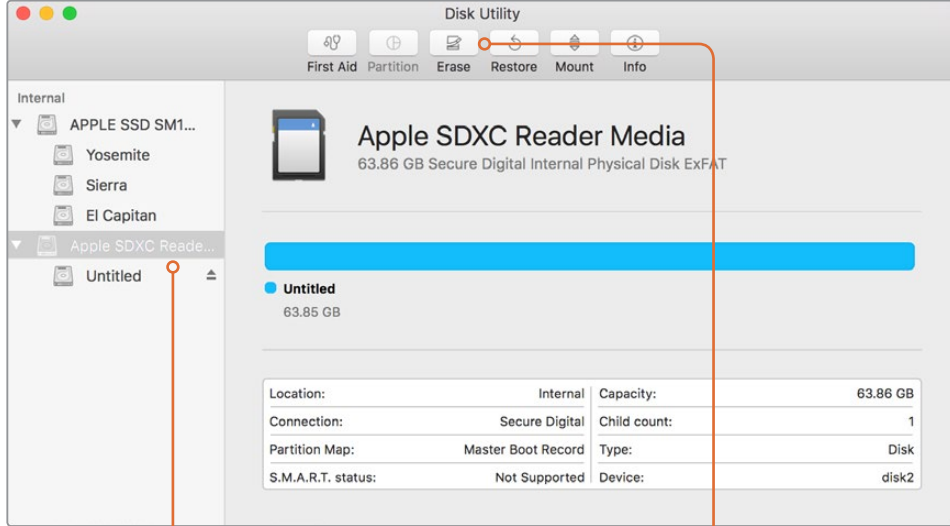 Disk Utility
First Aid Partition Erase Restore Mount Info
Internal
APPLE SSD SM1...
Yosemite
Sierra
El Capitan
Apple SDXC Reade...
Untitled
Apple SDXC Reader Media
63.86 GB Secure Digital Internal Physical Disk ExFAT
Untitled
63.85 GB
Location: Internal Capacity: 63.86 GB
Connection: Secure Digital Child count: 1
Partition Map: Master Boot Record Type: Disk
S.M.A.R.T. status: Not Supported Device: disk2